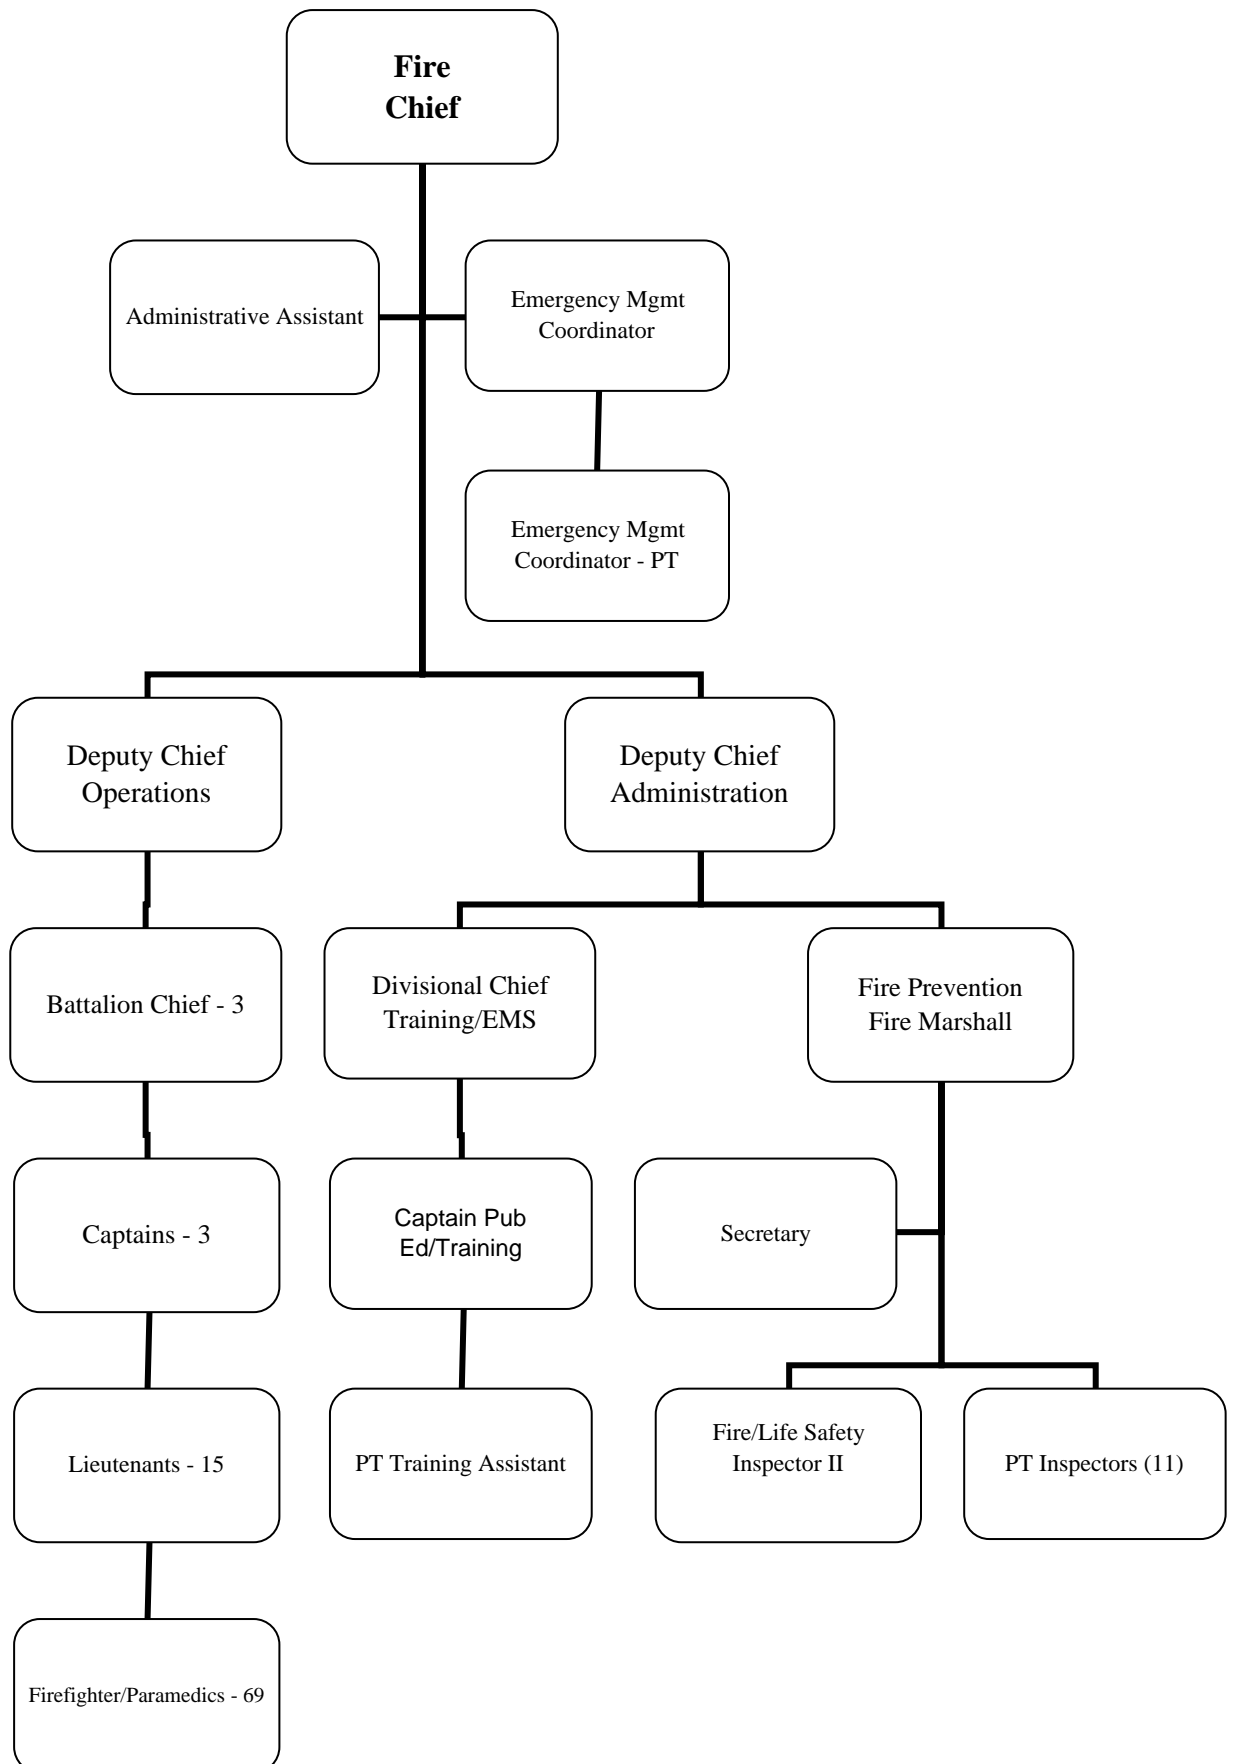 Fire
Chief
Administrative Assistant
Emergency Mgmt
Coordinator
Emergency Mgmt
Coordinator - PT
Deputy Chief
Operations
Deputy Chief
Administration
Battalion Chief - 3
Divisional Chief
Training/EMS
Fire Prevention
Fire Marshall
Captains - 3
Captain Pub
Ed/Training
Secretary
Lieutenants - 15
PT Training Assistant
Fire/Life Safety
Inspector II
PT Inspectors (11)
Firefighter/Paramedics - 69